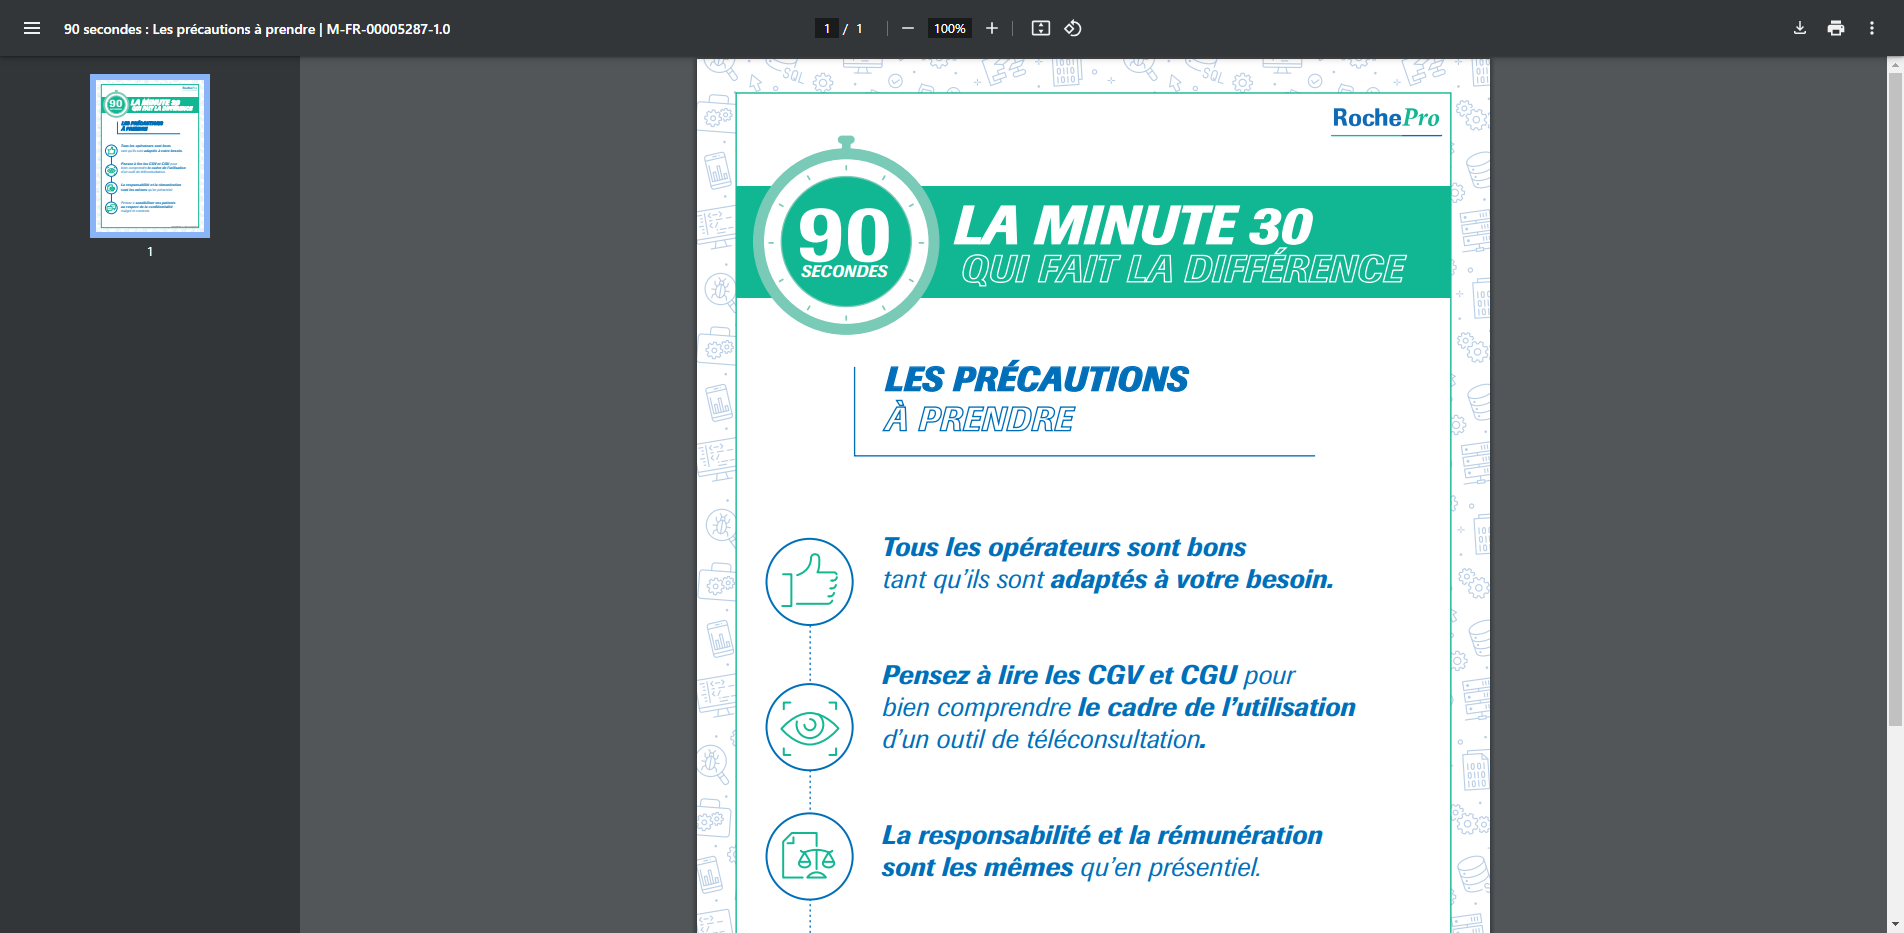 90 secondes : Les précautions à prendre | M-FR-00005287-1.0
1 / 1
100%
1
RochePro
90
SECONDES
LA MINUTE 30
QUI FAIT LA DIFFÉRENCE
LES PRÉCAUTIONS
À PRENDRE
Tous les opérateurs sont bons
tant qu’ils sont adaptés à votre besoin.
Pensez à lire les CGV et CGU pour
bien comprendre le cadre de l’utilisation
d’un outil de téléconsultation.
La responsabilité et la rémunération
sont les mêmes qu’en présentiel.